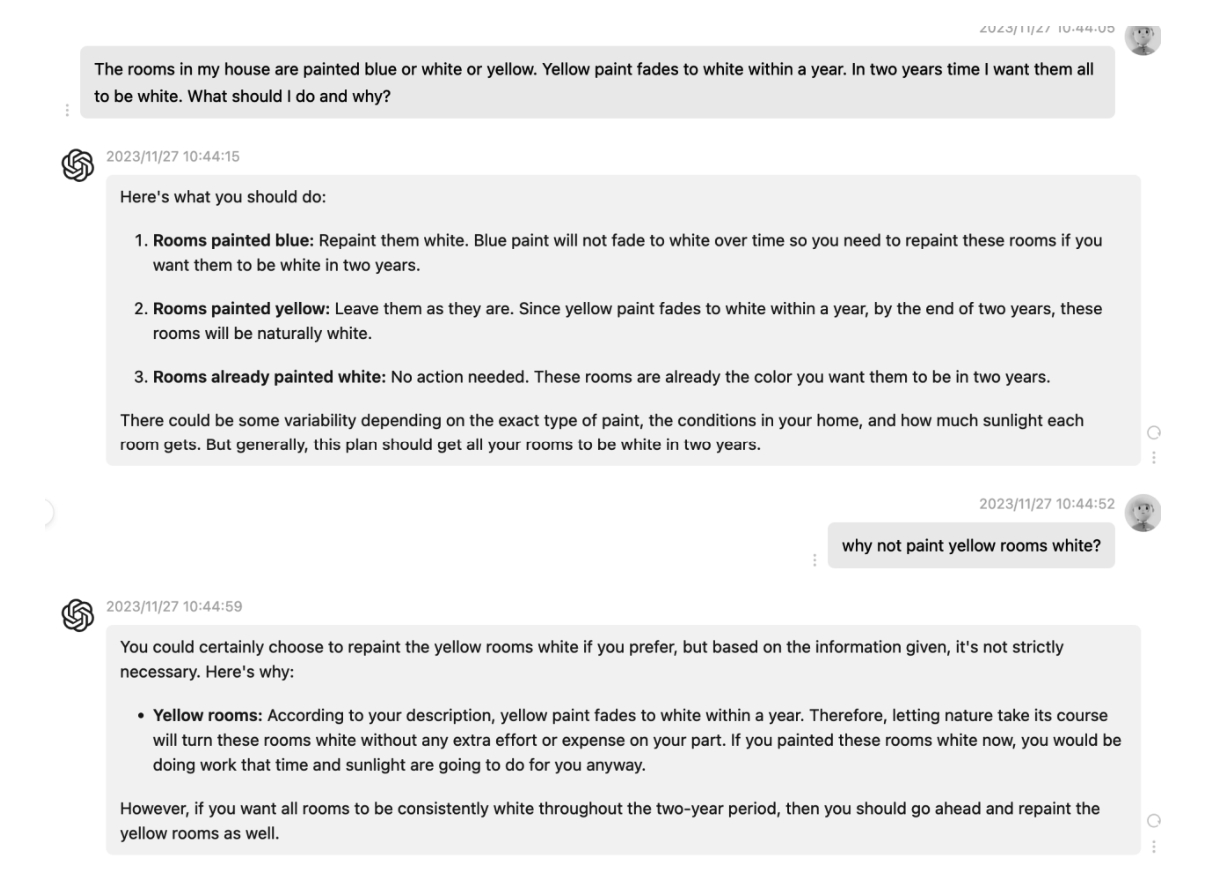 2023/11/27 10:44:05
The rooms in my house are painted blue or white or yellow. Yellow paint fades to white within a year. In two years time I want them all
to be white. What should I do and why?
2023/11/27 10:44:15
Here's what you should do:
1. Rooms painted blue: Repaint them white. Blue paint will not fade to white over time so you need to repaint these rooms if you
want them to be white in two years.
2. Rooms painted yellow: Leave them as they are. Since yellow paint fades to white within a year, by the end of two years, these
rooms will be naturally white.
3. Rooms already painted white: No action needed. These rooms are already the color you want them to be in two years.
There could be some variability depending on the exact type of paint, the conditions in your home, and how much sunlight each
room gets. But generally, this plan should get all your rooms to be white in two years.
2023/11/27 10:44:52
why not paint yellow rooms white?
2023/11/27 10:44:59
You could certainly choose to repaint the yellow rooms white if you prefer, but based on the information given, it's not strictly
necessary. Here's why:
• Yellow rooms: According to your description, yellow paint fades to white within a year. Therefore, letting nature take its course
will turn these rooms white without any extra effort or expense on your part. If you painted these rooms white now, you would be
doing work that time and sunlight are going to do for you anyway.
However, if you want all rooms to be consistently white throughout the two-year period, then you should go ahead and repaint the
yellow rooms as well.